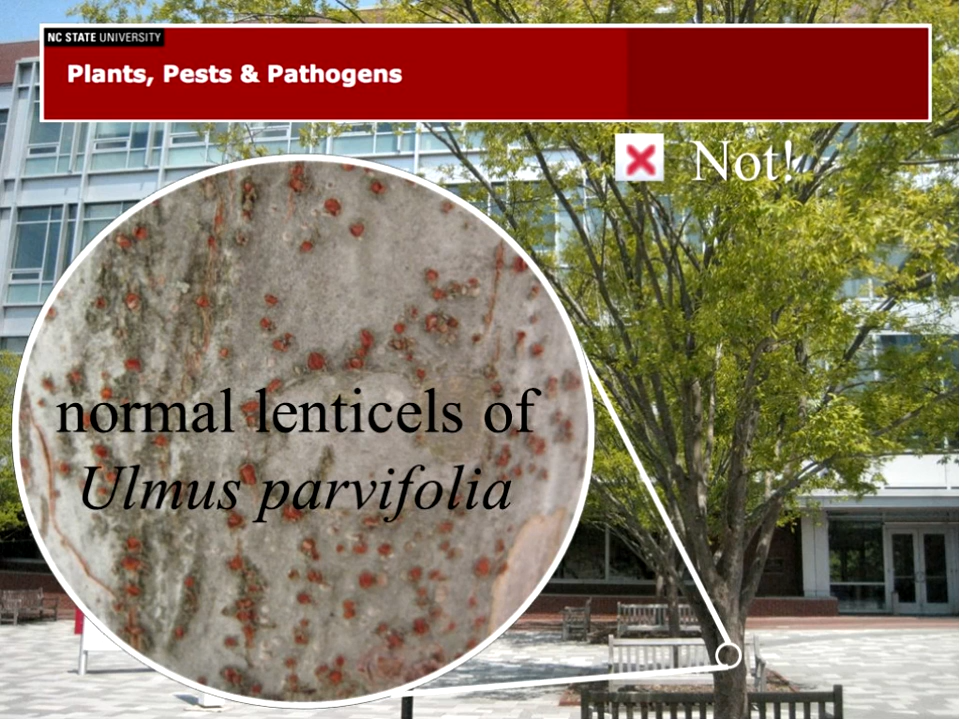 NC STATE UNIVERSITY
Plants, Pests & Pathogens
Not!
normal lenticels of
Ulmus parvifolia